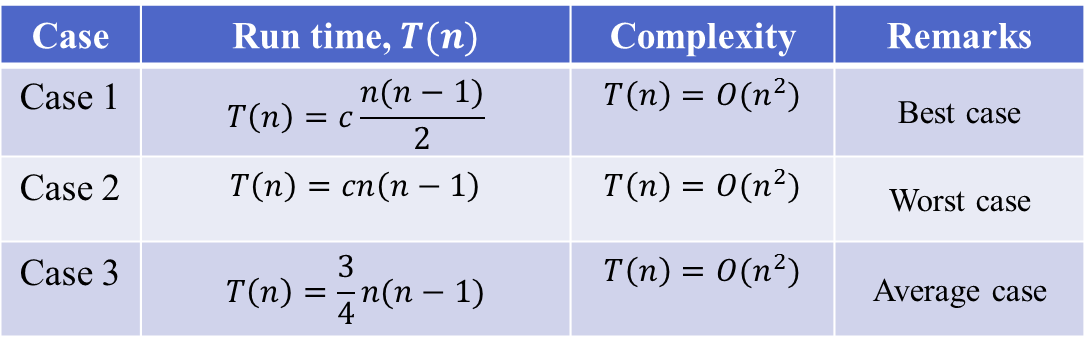 Case Run time, T(n) Complexity Remarks
Case 1 T(n) = c n(n − 1)/2 T(n) = O(n²) Best case
Case 2 T(n) = cn(n − 1) T(n) = O(n²) Worst case
Case 3 T(n) = 3/4 n(n − 1) T(n) = O(n²) Average case